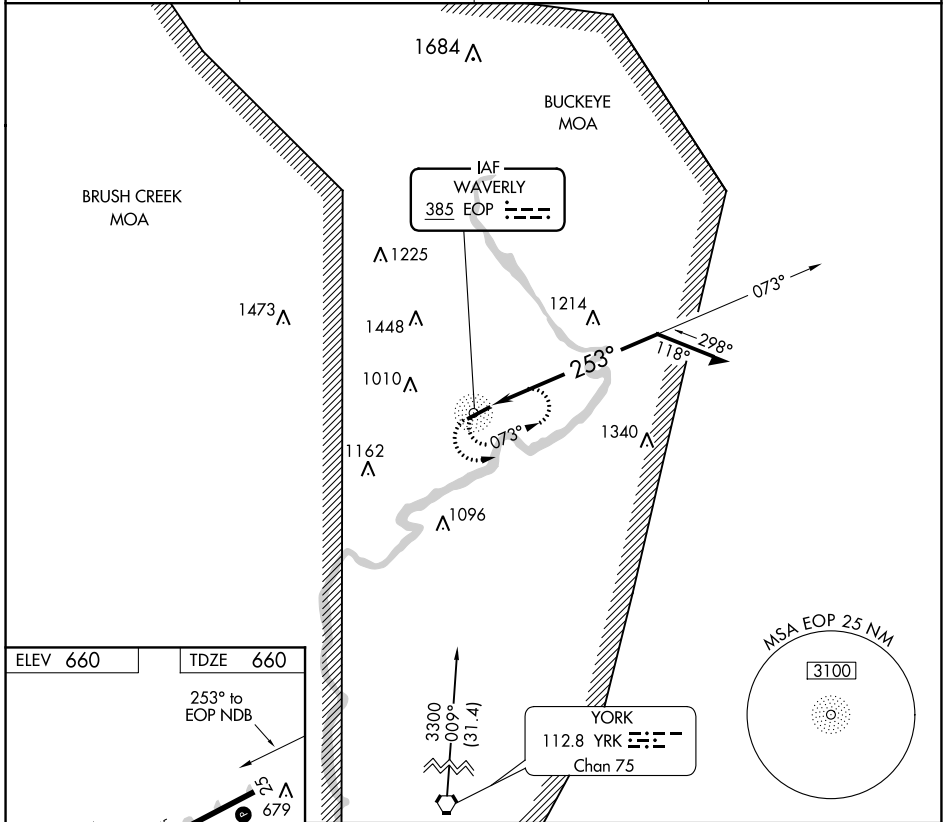 1684
BUCKEYE
MOA
IAF
WAVERLY
385 EOP
BRUSH CREEK
MOA
1225
073°
1473
1448
1214
298°
118°
253°
1010
073°
1340
1162
1096
MSA EOP 25 NM
3100
ELEV 660
TDZE 660
253° to
EOP NDB
3300
009°
(31.4)
YORK
112.8 YRK
Chan 75
25
679
P